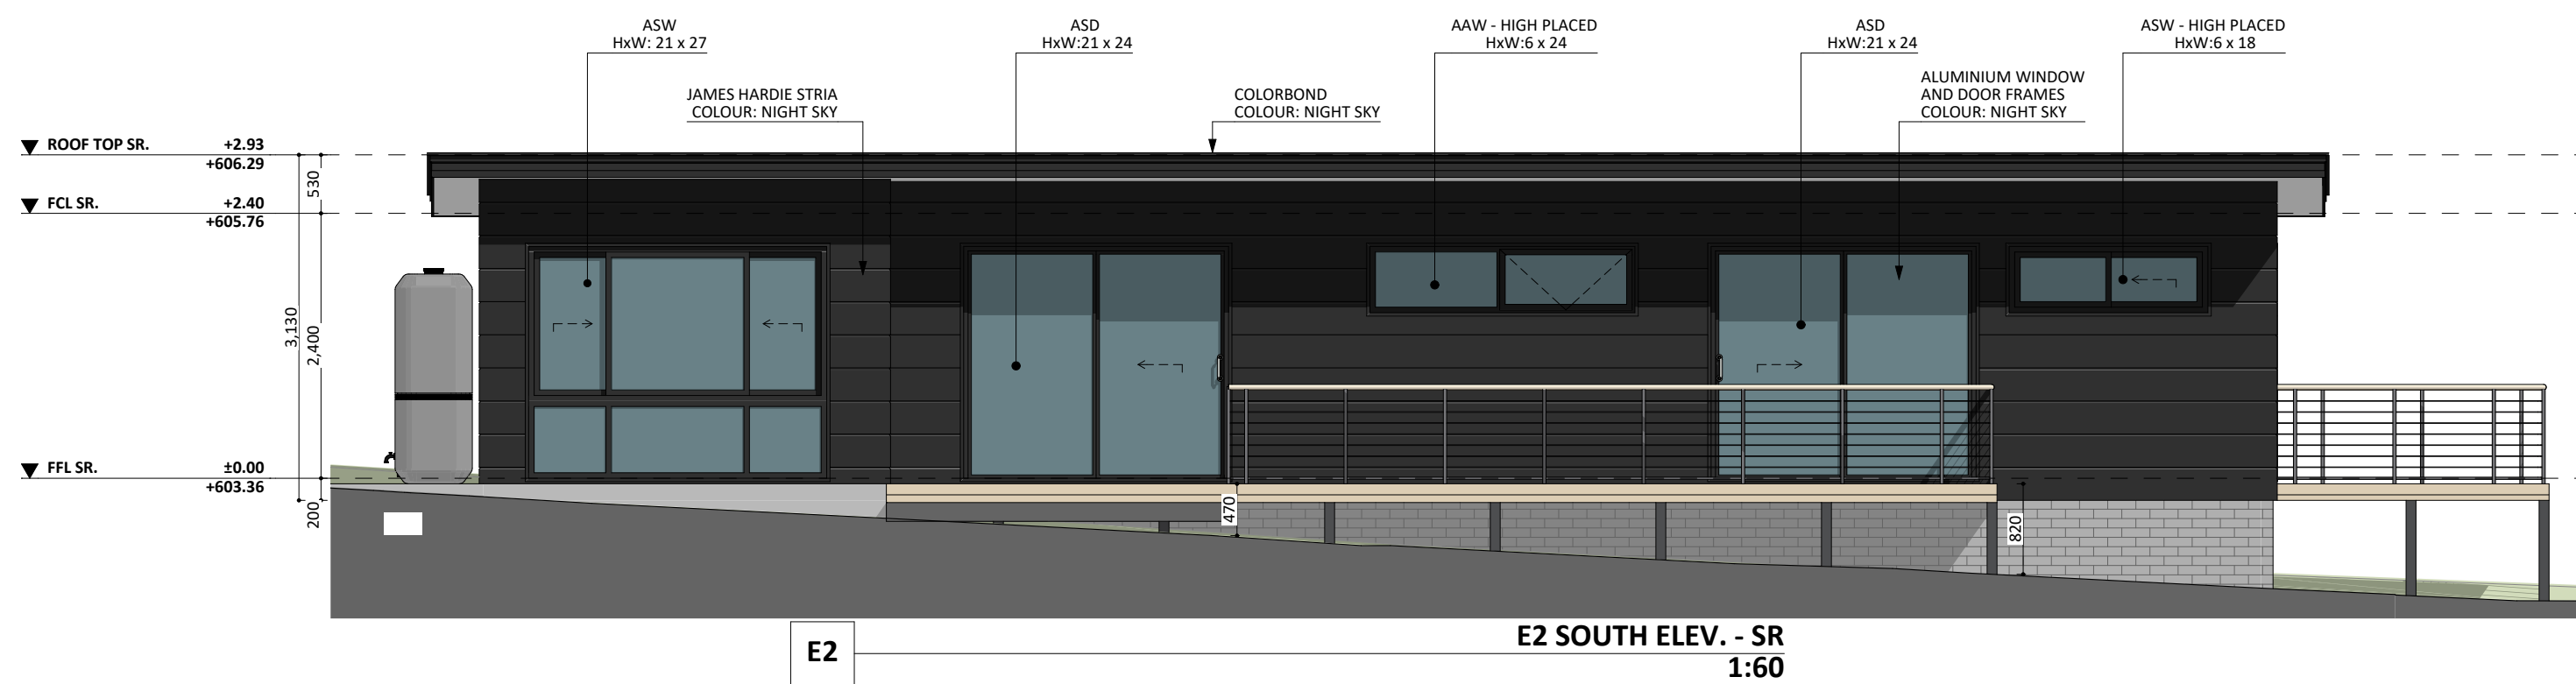 ASW
HxW: 21 x 27
ASD
HxW:21 x 24
AAW - HIGH PLACED
HxW:6 x 24
ASD
HxW:21 x 24
ASW - HIGH PLACED
HxW:6 x 18
JAMES HARDIE STRIA
COLOUR: NIGHT SKY
COLORBOND
COLOUR: NIGHT SKY
ALUMINIUM WINDOW
AND DOOR FRAMES
COLOUR: NIGHT SKY
ROOF TOP SR. +2.93
+606.29
530
FCL SR. +2.40
+605.76
3,130
2,400
FFL SR. ±0.00
+603.36
200
470
820
E2
E2 SOUTH ELEV. - SR
1:60